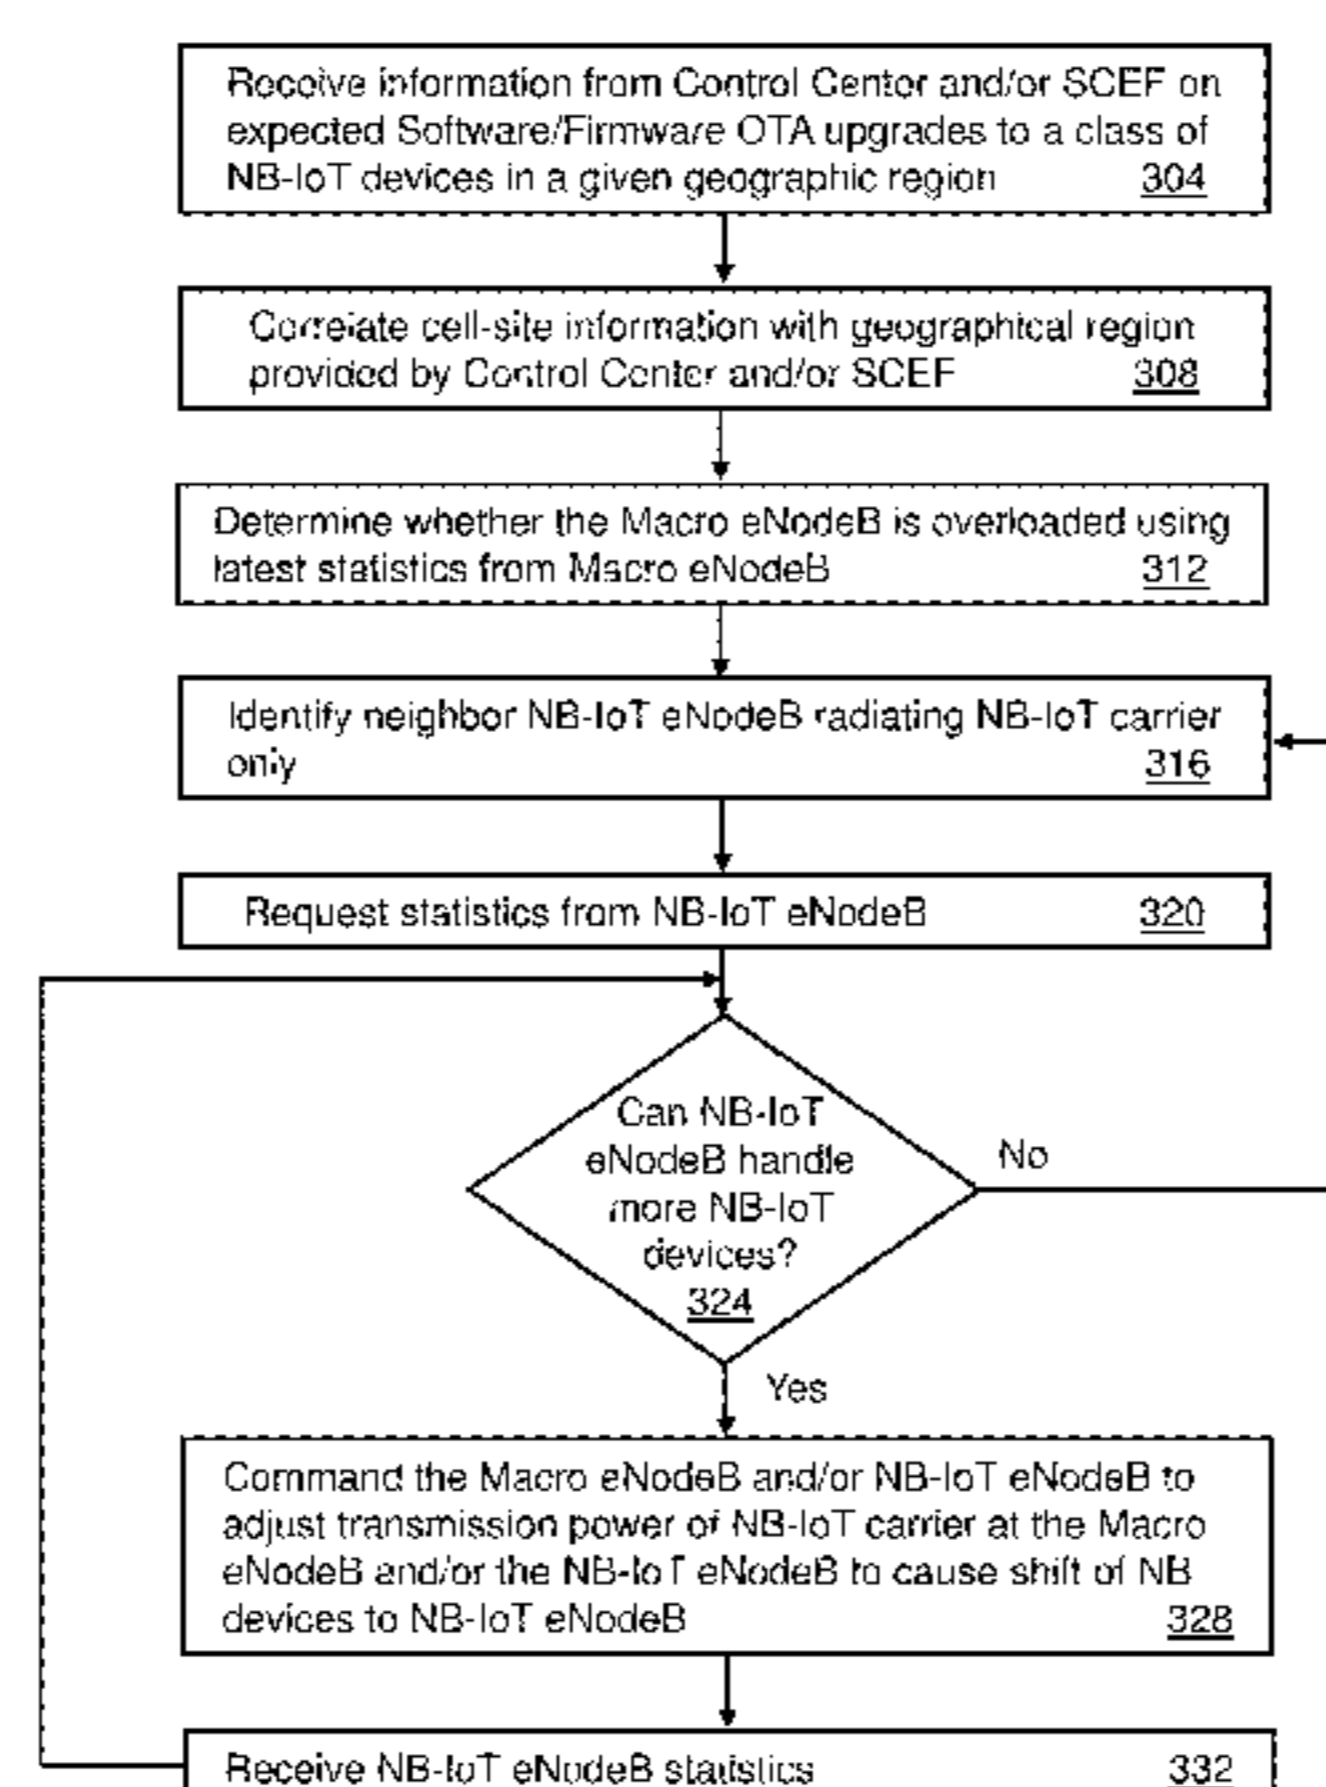 Receive information from Control Center and/or SCEF on
expected Software/Firmware OTA upgrades to a class of
NB-IoT devices in a given geographic region 304
Correlate cell-site information with geographical region
provided by Control Center and/or SCEF 308
Determine whether the Macro eNodeB is overloaded using
latest statistics from Macro eNodeB 312
Identify neighbor NB-IoT eNodeB radiating NB-IoT carrier
only 316
Request statistics from NB-IoT eNodeB 320
Can NB-IoT
eNodeB handle
more NB-IoT
devices?
324
No
Yes
Command the Macro eNodeB and/or NB-IoT eNodeB to
adjust transmission power of NB-IoT carrier at the Macro
eNodeB and/or the NB-IoT eNodeB to cause shift of NB
devices to NB-IoT eNodeB 328
Receive NB-IoT eNodeB statistics 332